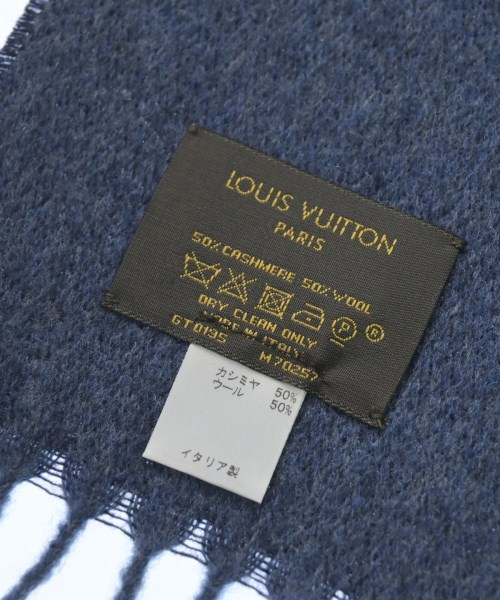 LOUIS VUITTON
PARIS
50% CASHMERE 50% WOOL
P R
DRY CLEAN ONLY
MADE IN ITALY
GT0195 M70257
カシミヤ 50%
ウール 50%
イタリア製